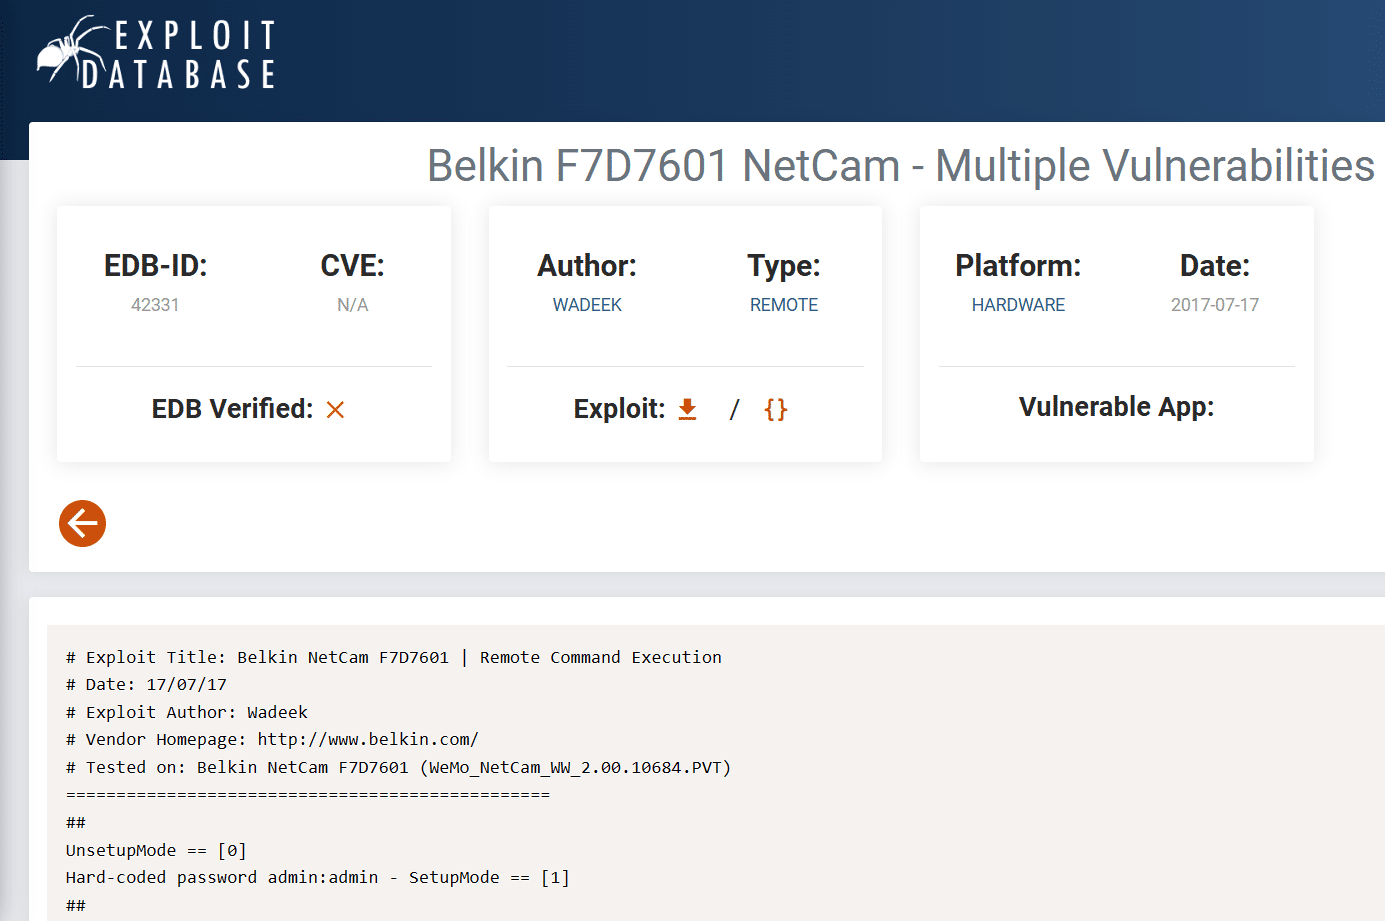 EXPLOIT
DATABASE
Belkin F7D7601 NetCam - Multiple Vulnerabilities
EDB-ID:
42331
CVE:
N/A
EDB Verified:
Author:
WADEEK
Type:
REMOTE
Exploit: / {}
Platform:
HARDWARE
Date:
2017-07-17
Vulnerable App:
# Exploit Title: Belkin NetCam F7D7601 | Remote Command Execution
# Date: 17/07/17
# Exploit Author: Wadeek
# Vendor Homepage: http://www.belkin.com/
# Tested on: Belkin NetCam F7D7601 (WeMo_NetCam_WW_2.00.10684.PVT)
================================================
##
UnsetupMode == [0]
Hard-coded password admin:admin - SetupMode == [1]
##